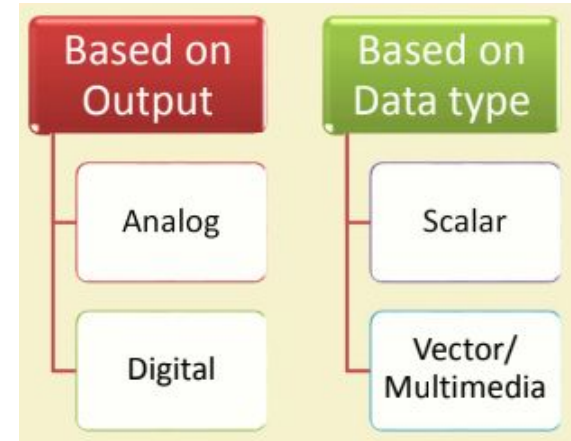 Based on
Output
Analog
Digital
Based on
Data type
Scalar
Vector/
Multimedia